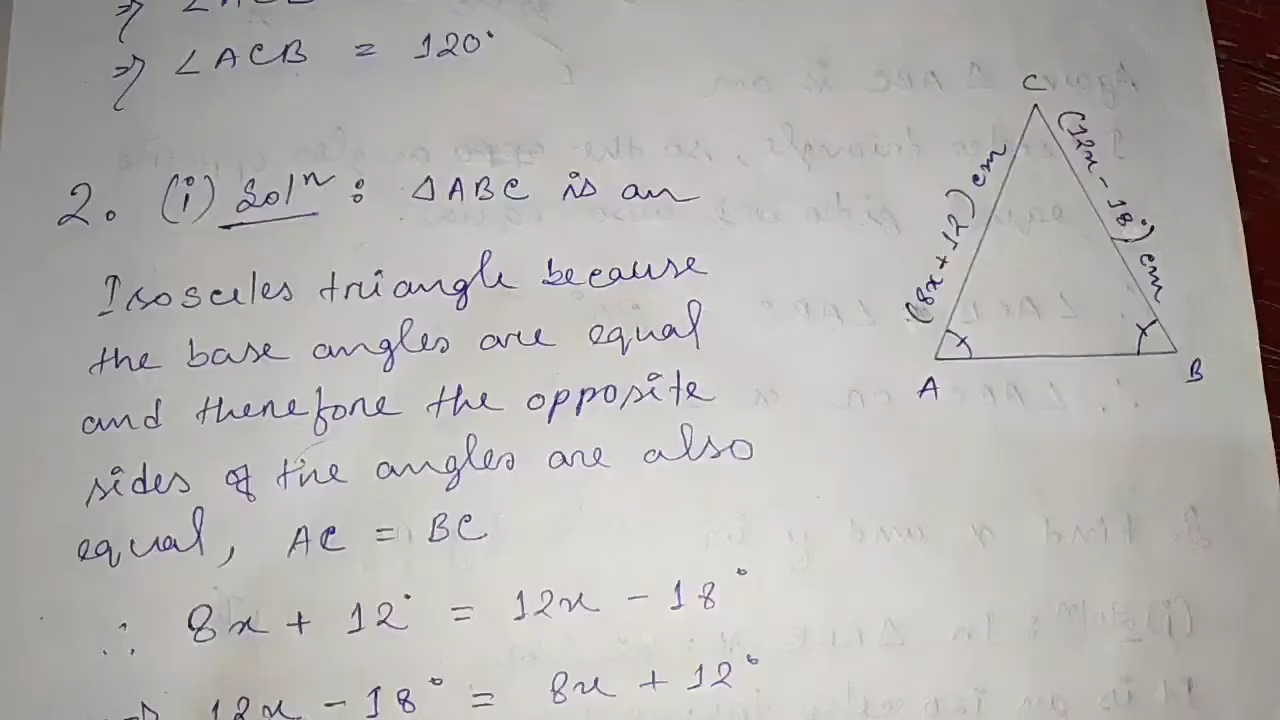 ⇒ ∠ACB
⇒ ∠ACB = 120°
2. (i) Solⁿ : △ABC is an
Isosceles triangle because
the base angles are equal
and therefore the opposite
sides of the angles are also
equal, AC = BC
∴ 8x + 12° = 12x - 18°
⇒ 12x - 18° = 8x + 12°
C
(8x + 12) cm
(12x - 18°) cm
A
B